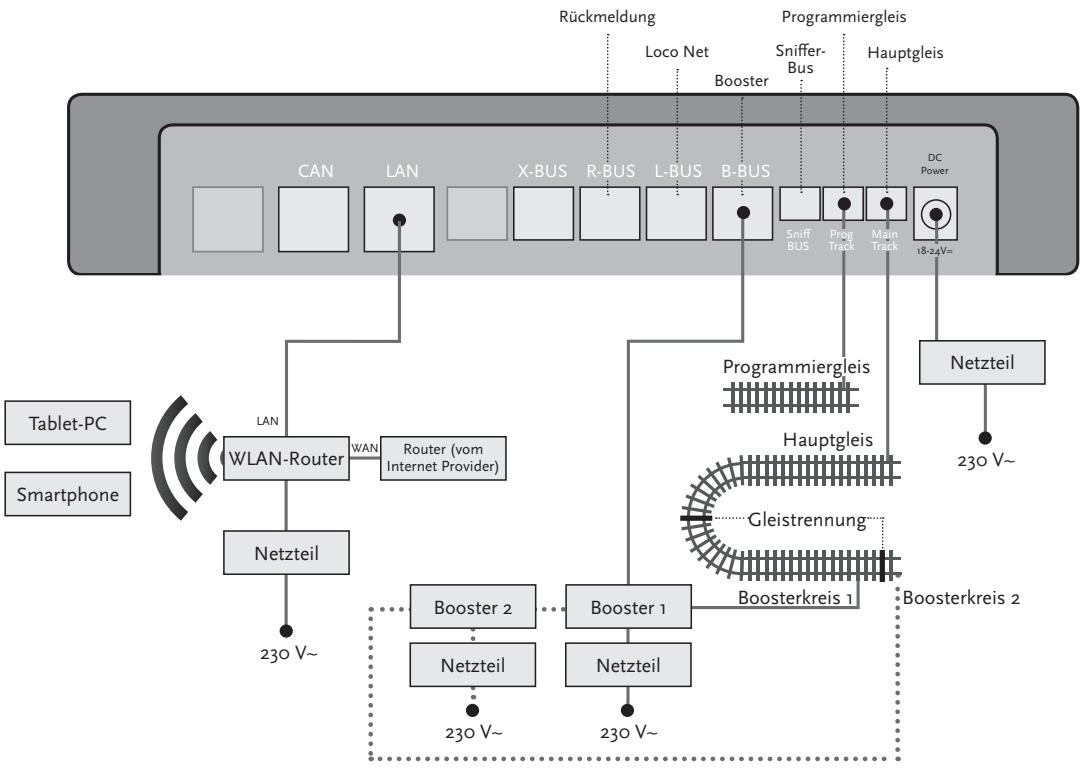 Rückmeldung
Programmiergleis
Loco Net
Sniffer-
Bus
Hauptgleis
Booster
CAN
LAN
X-BUS
R-BUS
L-BUS
B-BUS
DC
Power
Sniff
BUS
Prog
Track
Main
Track
18-24V=
Programmiergleis
Netzteil
230 V~
LAN
Tablet-PC
Smartphone
WLAN-Router
WAN
Router (vom
Internet Provider)
Netzteil
230 V~
Hauptgleis
Gleistrennung
Boosterkreis 1
Boosterkreis 2
Booster 2
Booster 1
Netzteil
Netzteil
230 V~
230 V~